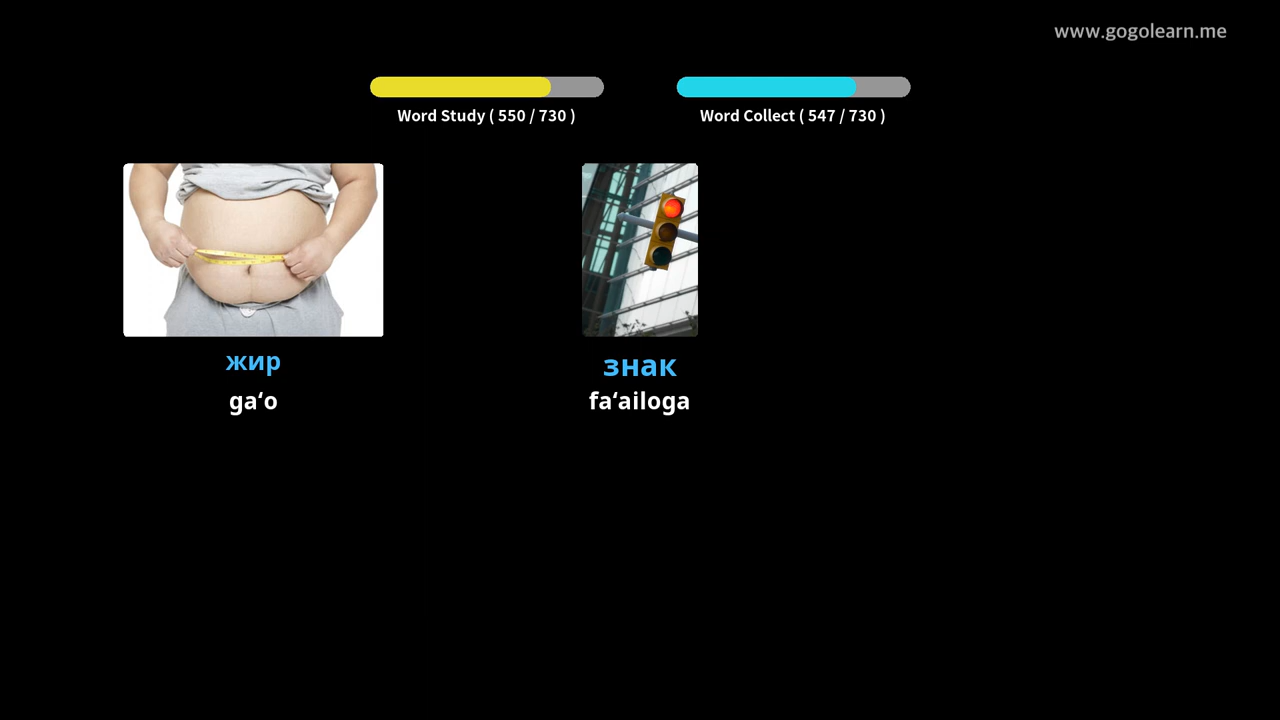 www.gogolearn.me
Word Study ( 550 / 730 )
Word Collect ( 547 / 730 )
жир
gaʻo
знак
faʻailoga